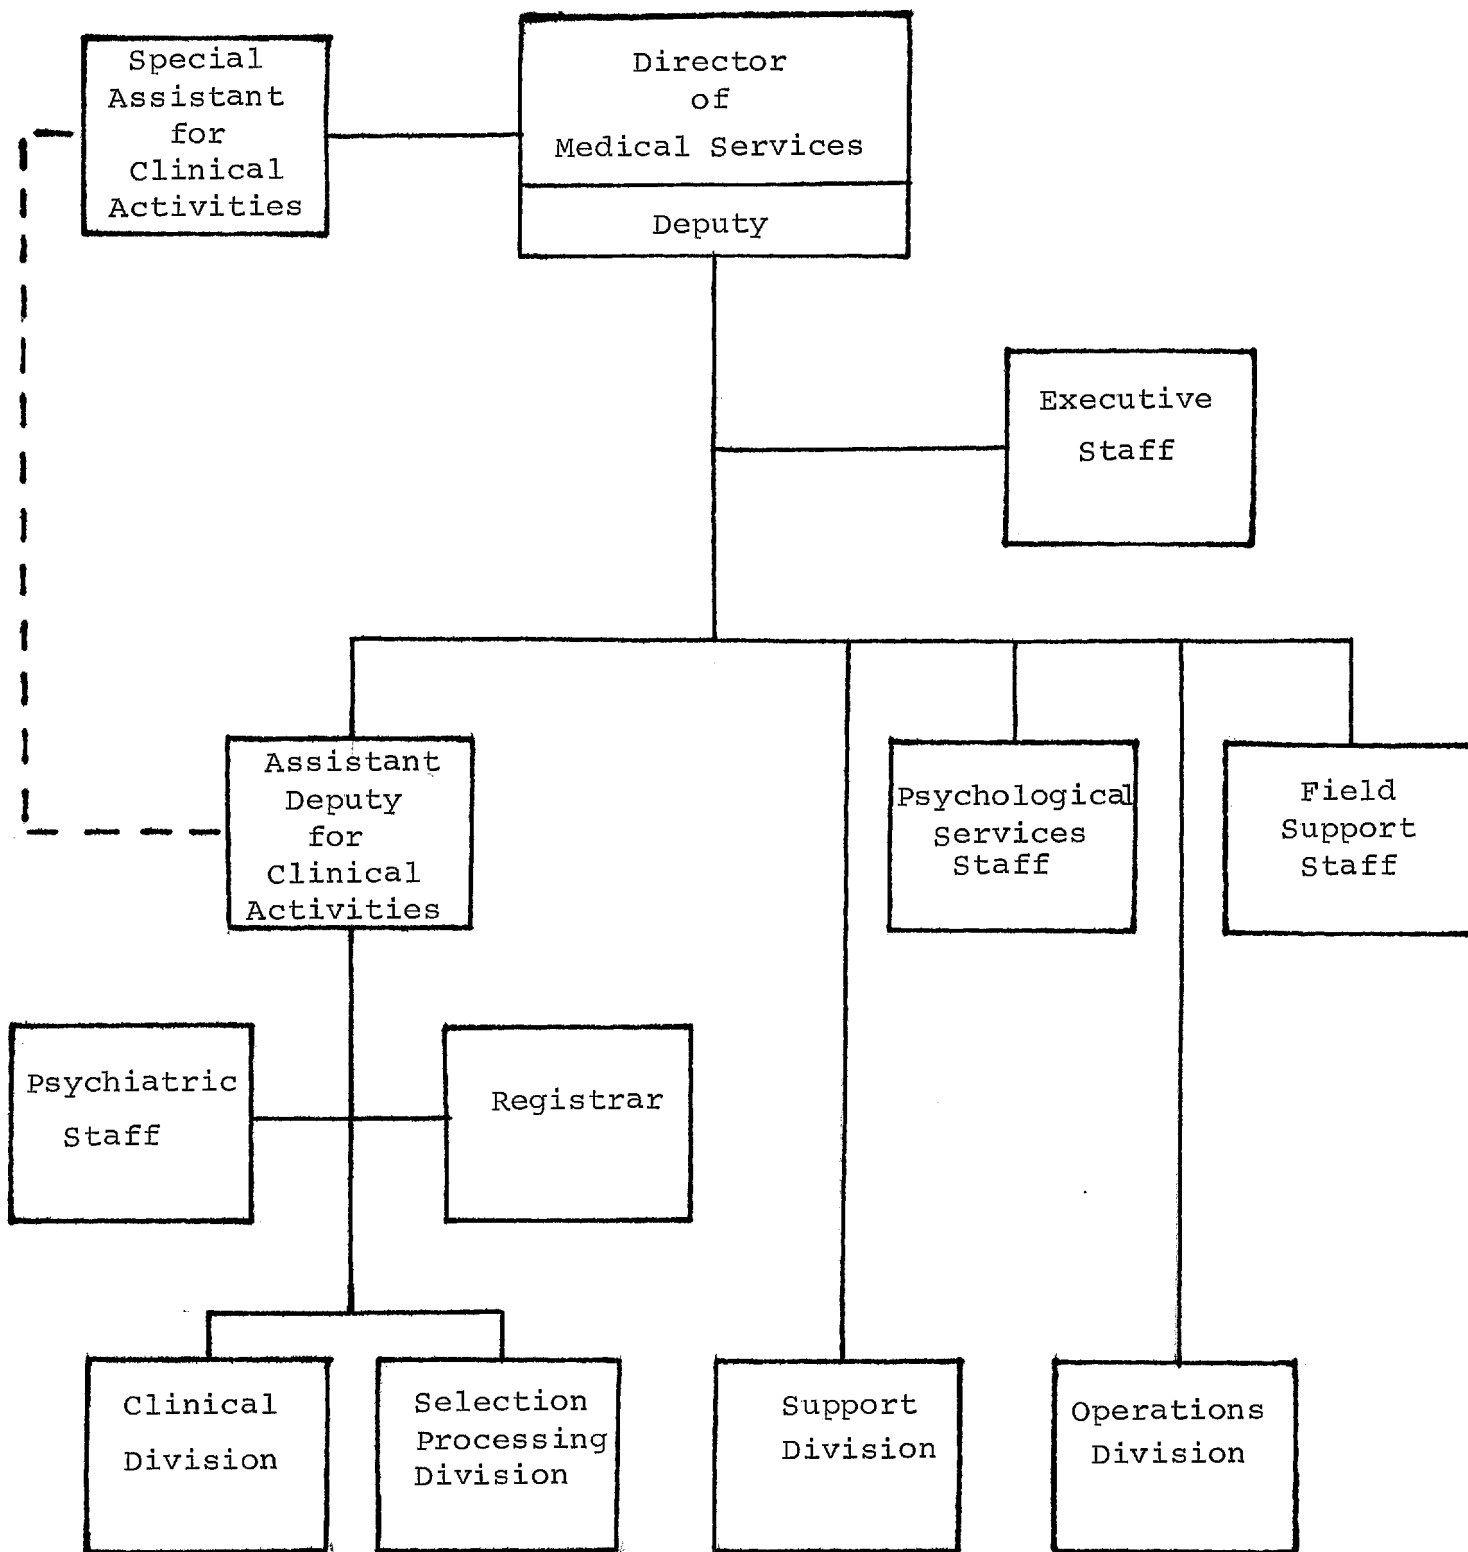 Special
Assistant
for
Clinical
Activities
Director
of
Medical Services
Deputy
Executive
Staff
Assistant
Deputy
for
Clinical
Activities
Psychological
Services
Staff
Field
Support
Staff
Psychiatric
Staff
Registrar
Clinical
Division
Selection
Processing
Division
Support
Division
Operations
Division